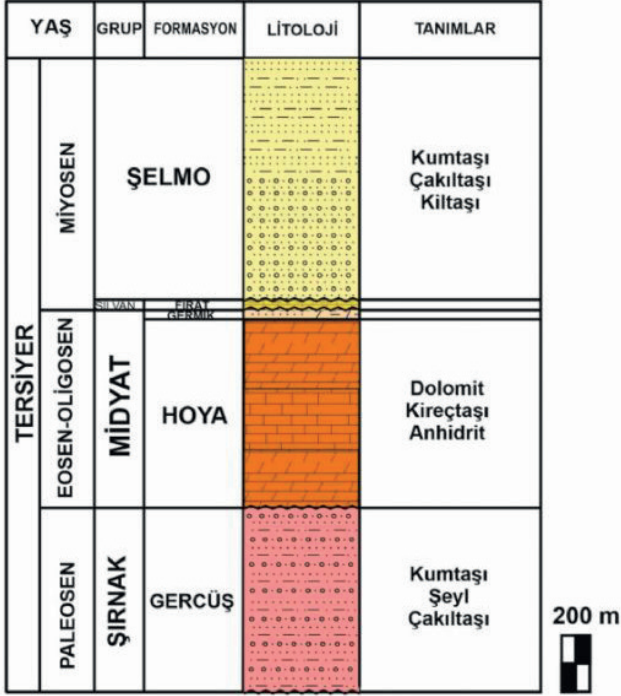 YAŞ GRUP FORMASYON LİTOLOJİ TANIMLAR
TERSİYER
MİYOSEN
ŞELMO
Kumtaşı
Çakıltaşı
Kiltaşı
SİLVAN FIRAT
GERMİK
EOSEN-OLİGOSEN
MİDYAT
HOYA
Dolomit
Kireçtaşı
Anhidrit
PALEOSEN
ŞIRNAK
GERCÜŞ
Kumtaşı
Şeyl
Çakıltaşı
200 m